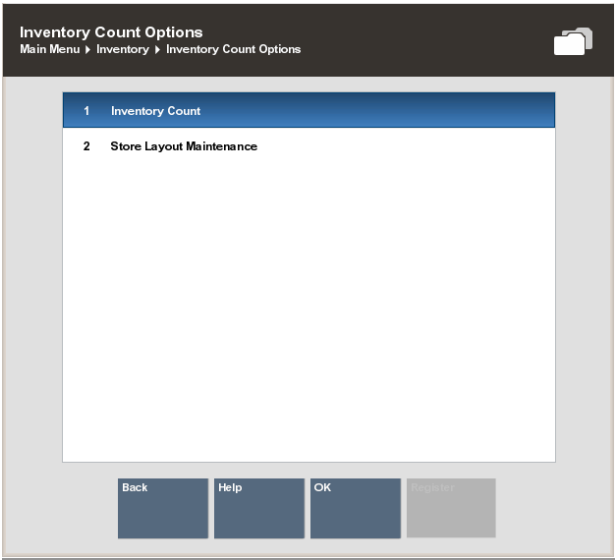 Inventory Count Options
Main Menu ▸ Inventory ▸ Inventory Count Options
1 Inventory Count
2 Store Layout Maintenance
Back Help OK Register